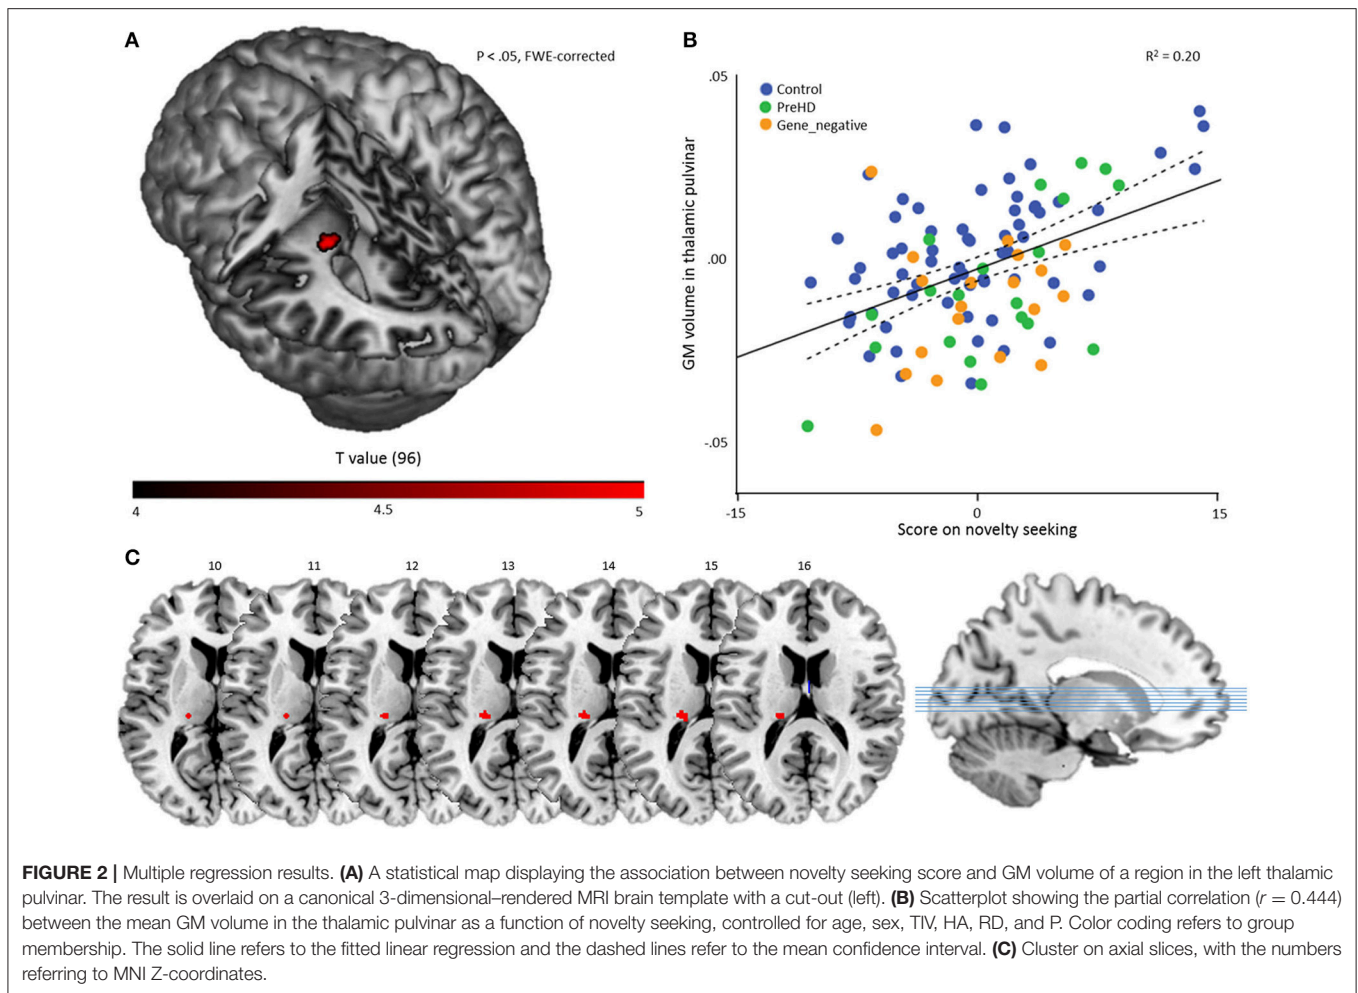 A
P < .05, FWE-corrected
T value (96)
4
4.5
5
B
R² = 0.20
Control
PreHD
Gene_negative
GM volume in thalamic pulvinar
.05
.00
-.05
-15
0
15
Score on novelty seeking
C
10 11 12 13 14 15 16
FIGURE 2 | Multiple regression results. (A) A statistical map displaying the association between novelty seeking score and GM volume of a region in the left thalamic
pulvinar. The result is overlaid on a canonical 3-dimensional–rendered MRI brain template with a cut-out (left). (B) Scatterplot showing the partial correlation (r = 0.444)
between the mean GM volume in the thalamic pulvinar as a function of novelty seeking, controlled for age, sex, TIV, HA, RD, and P. Color coding refers to group
membership. The solid line refers to the fitted linear regression and the dashed lines refer to the mean confidence interval. (C) Cluster on axial slices, with the numbers
referring to MNI Z-coordinates.